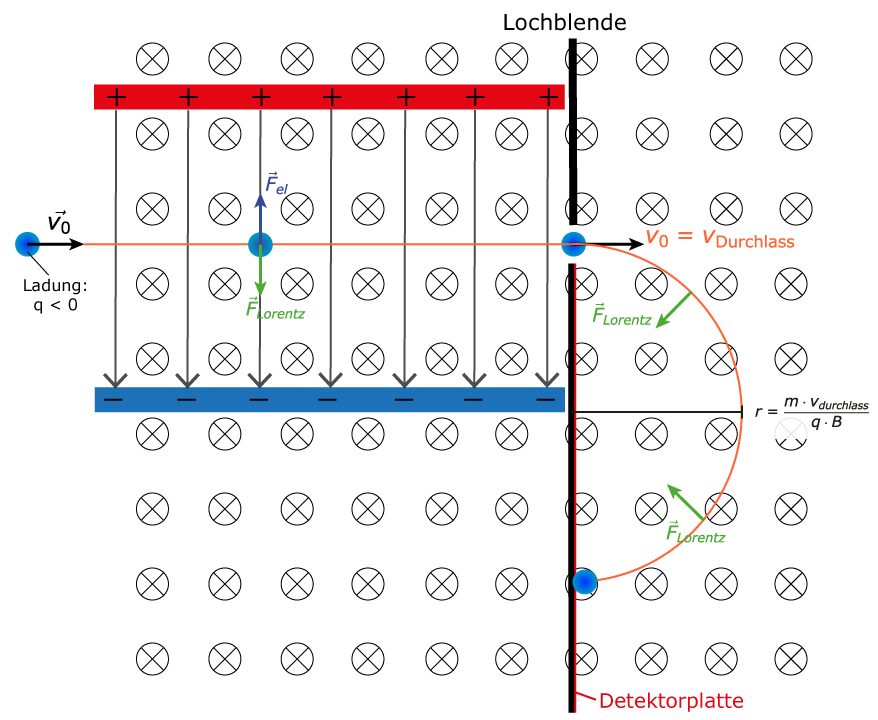 Lochblende
+ + + + + + +
F⃗el
v⃗0
v0 = vDurchlass
Ladung:
q < 0
F⃗Lorentz
F⃗Lorentz
− − − − − − −
r = m · vdurchlass / q · B
F⃗Lorentz
Detektorplatte